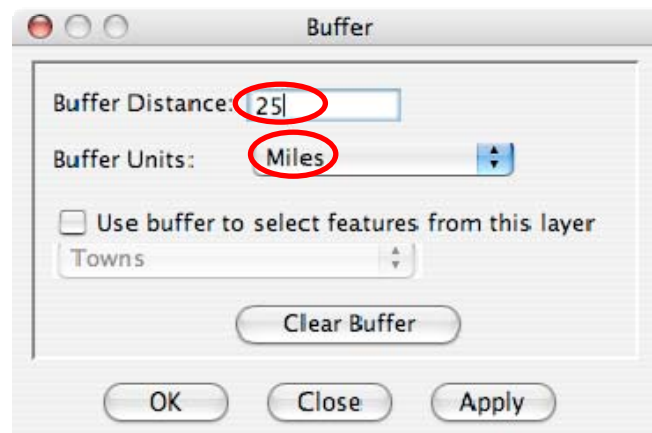 Buffer
Buffer Distance: 25
Buffer Units: Miles
Use buffer to select features from this layer
Towns
Clear Buffer
OK Close Apply